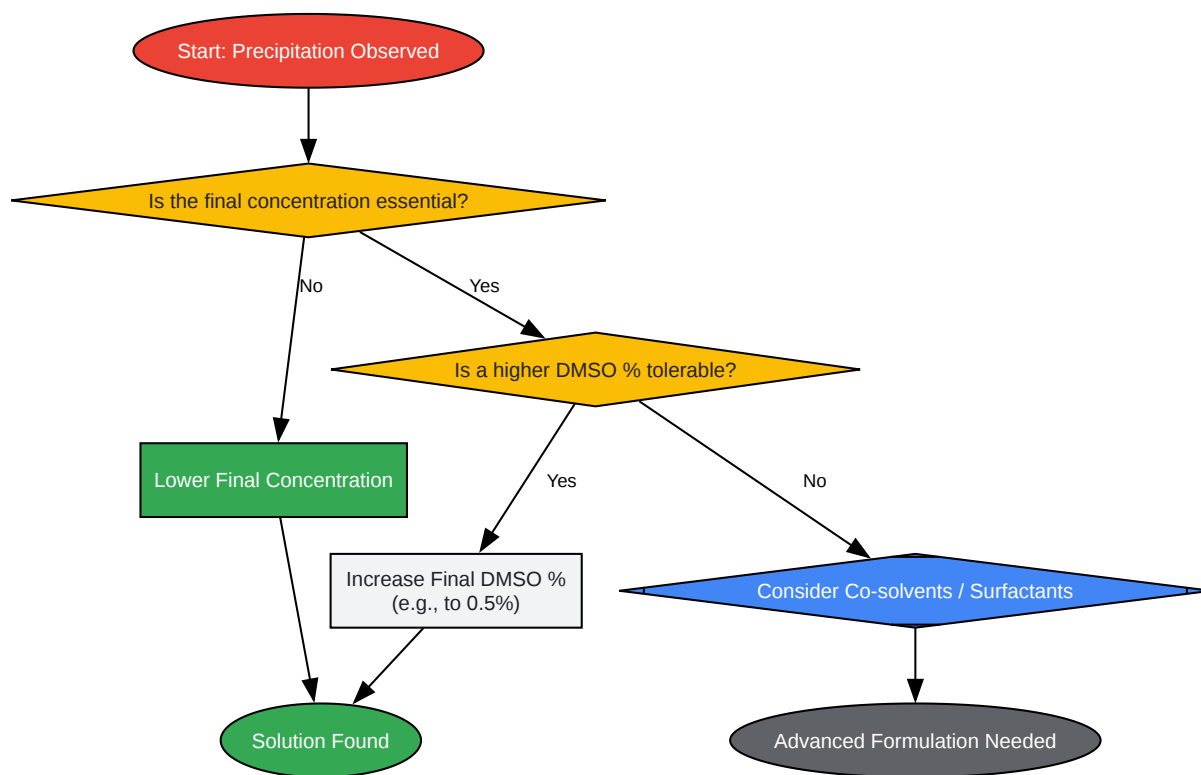 Start: Precipitation Observed
Is the final concentration essential?
No
Yes
Is a higher DMSO % tolerable?
Lower Final Concentration
Yes
No
Increase Final DMSO %
(e.g., to 0.5%)
Consider Co-solvents / Surfactants
Solution Found
Advanced Formulation Needed